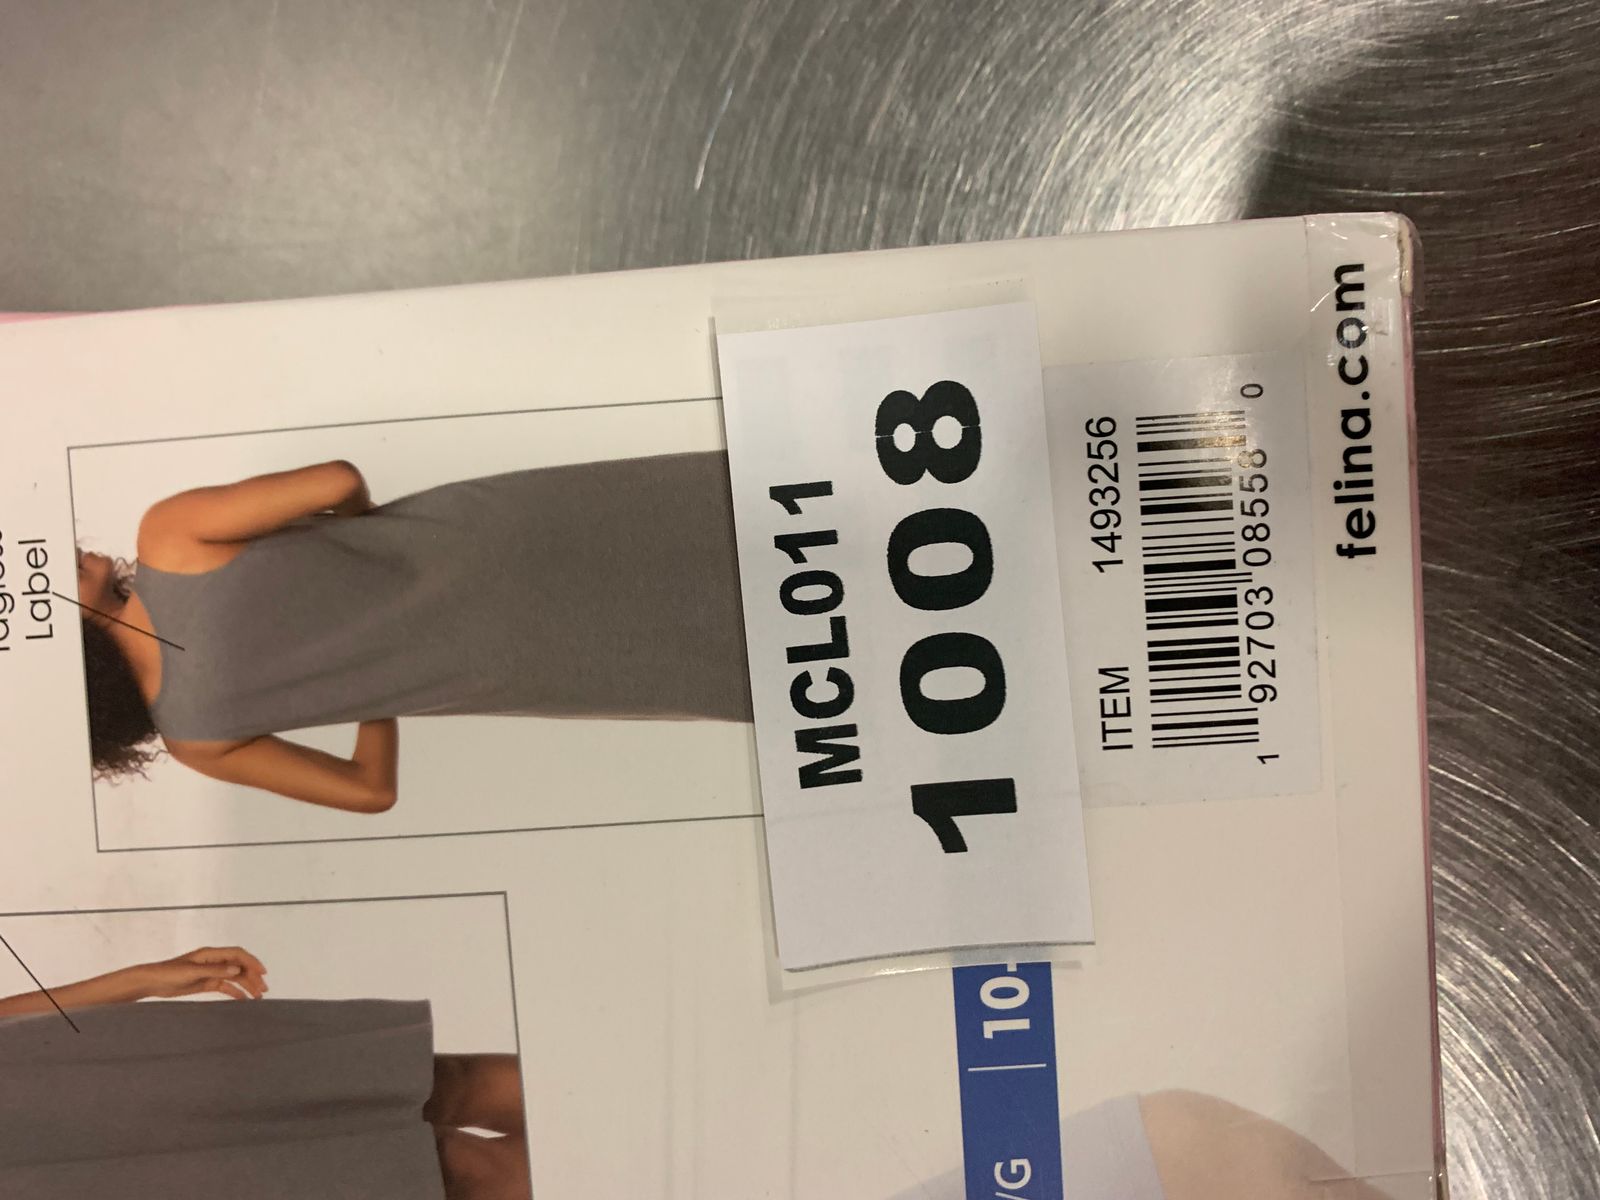 Label
MCL011
1008
ITEM 1493256
1 92703 08558 0
felina.com
/G | 10-